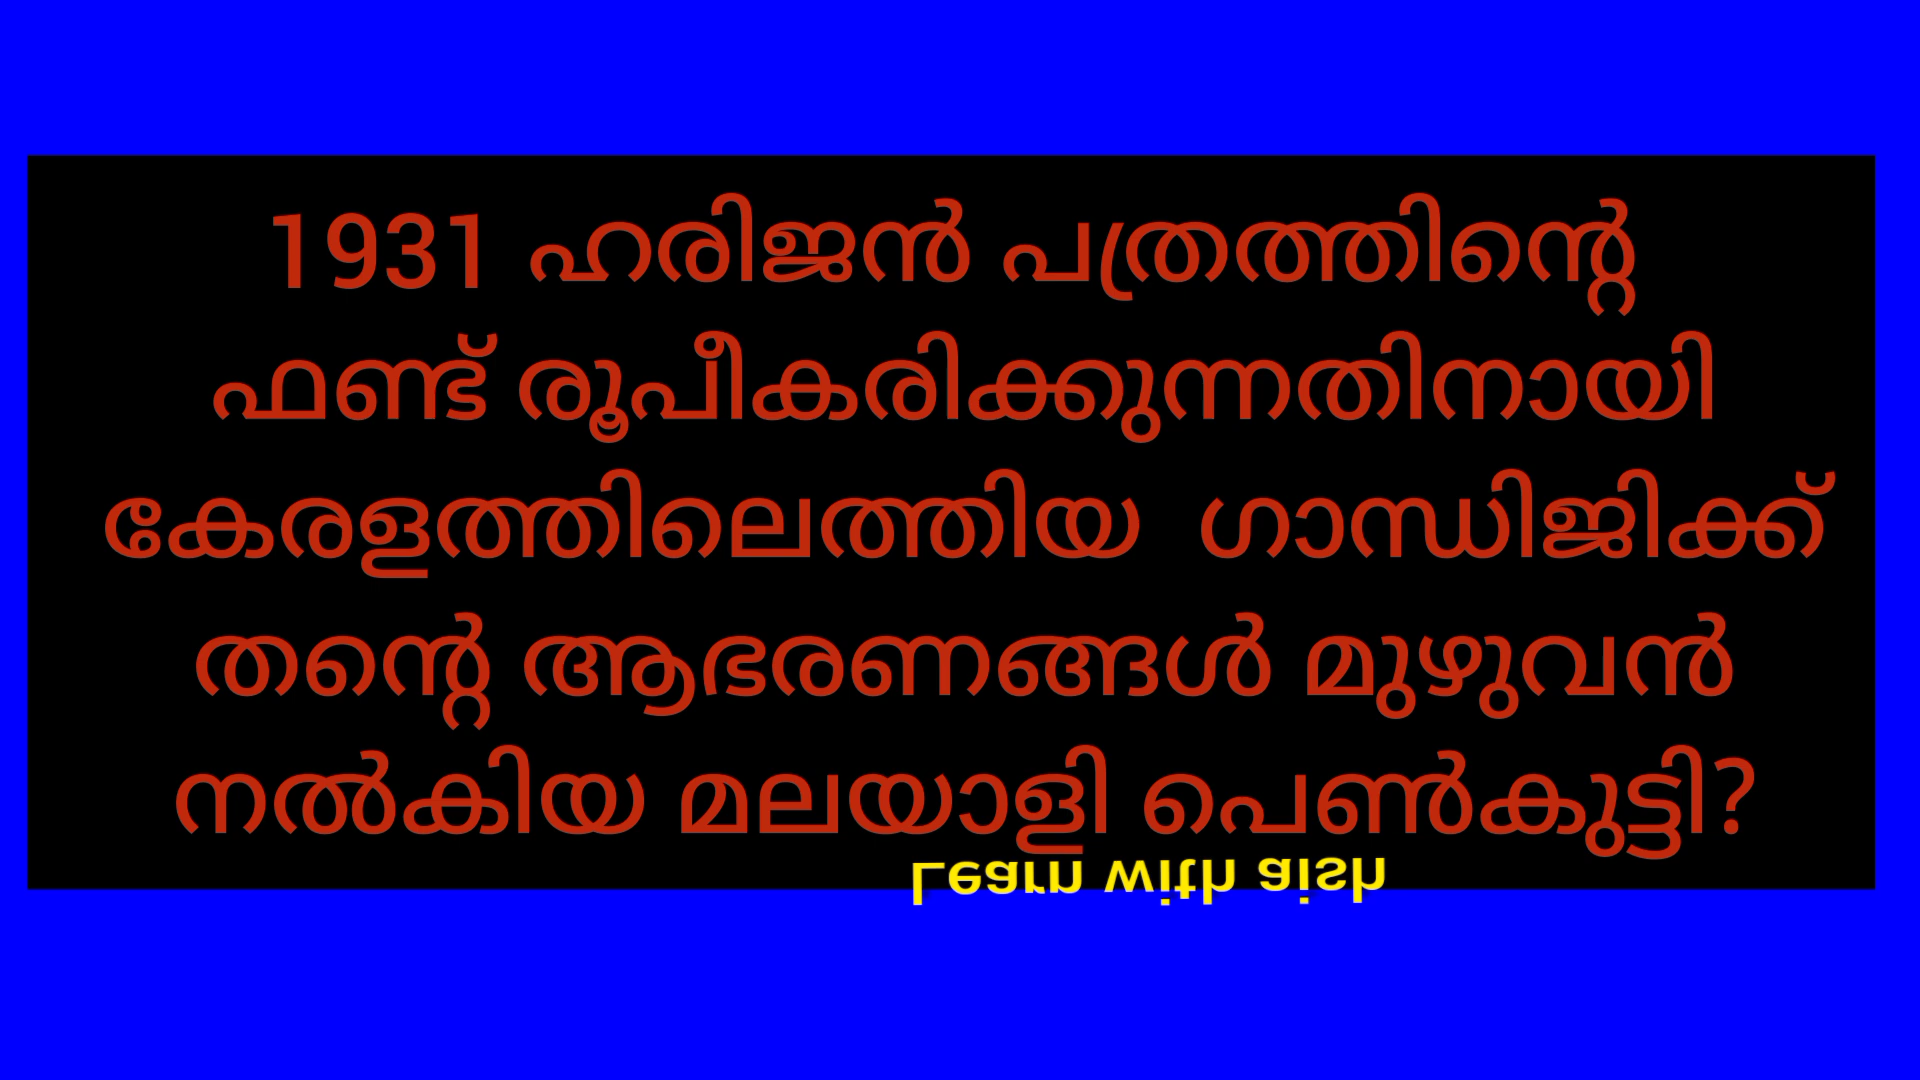 1931 ഹരിജൻ പത്രത്തിന്റെ
ഫണ്ട് രൂപീകരിക്കുന്നതിനായി
കേരളത്തിലെത്തിയ ഗാന്ധിജിക്ക്
തന്റെ ആഭരണങ്ങൾ മുഴുവൻ
നൽകിയ മലയാളി പെൺകുട്ടി?
Learn with aish